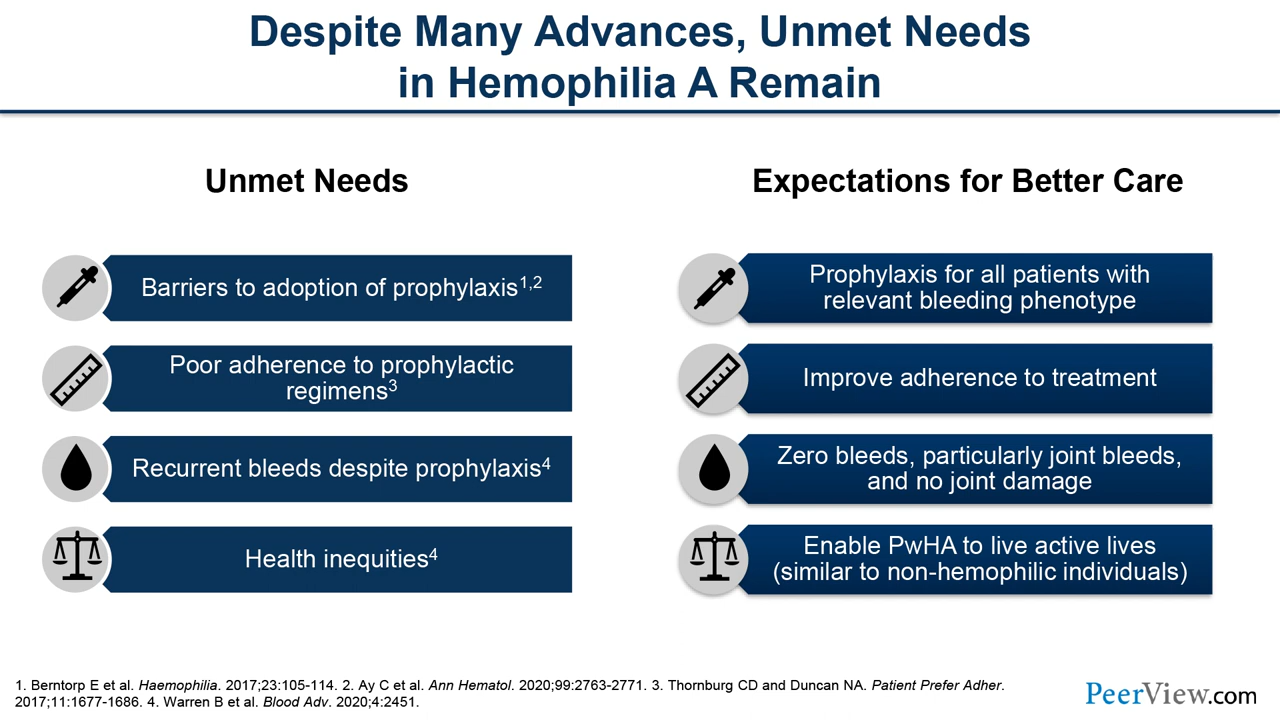 Despite Many Advances, Unmet Needs
in Hemophilia A Remain
Unmet Needs
Barriers to adoption of prophylaxis1,2
Poor adherence to prophylactic
regimens3
Recurrent bleeds despite prophylaxis4
Health inequities4
Expectations for Better Care
Prophylaxis for all patients with
relevant bleeding phenotype
Improve adherence to treatment
Zero bleeds, particularly joint bleeds,
and no joint damage
Enable PwHA to live active lives
(similar to non-hemophilic individuals)
1. Berntorp E et al. Haemophilia. 2017;23:105-114. 2. Ay C et al. Ann Hematol. 2020;99:2763-2771. 3. Thornburg CD and Duncan NA. Patient Prefer Adher.
2017;11:1677-1686. 4. Warren B et al. Blood Adv. 2020;4:2451.
PeerView.com